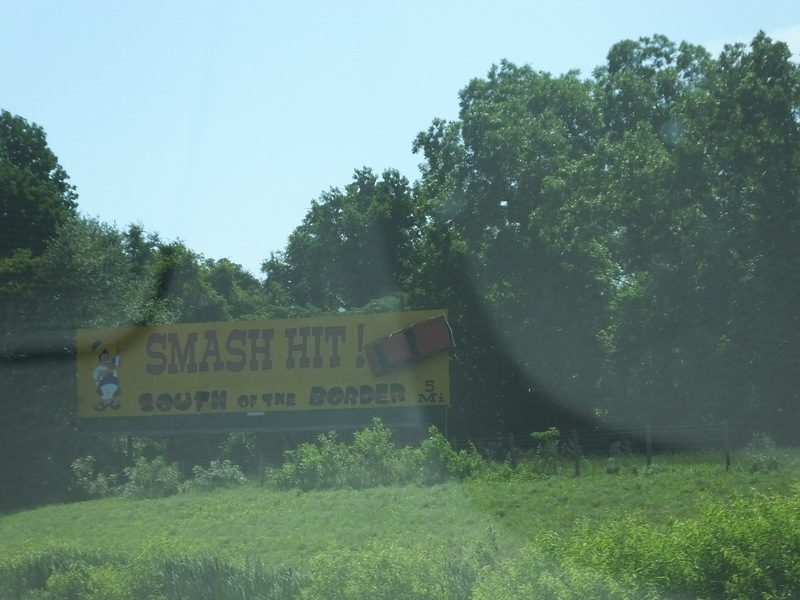 SMASH HIT!
SOUTH OF THE BORDER 5 Mi